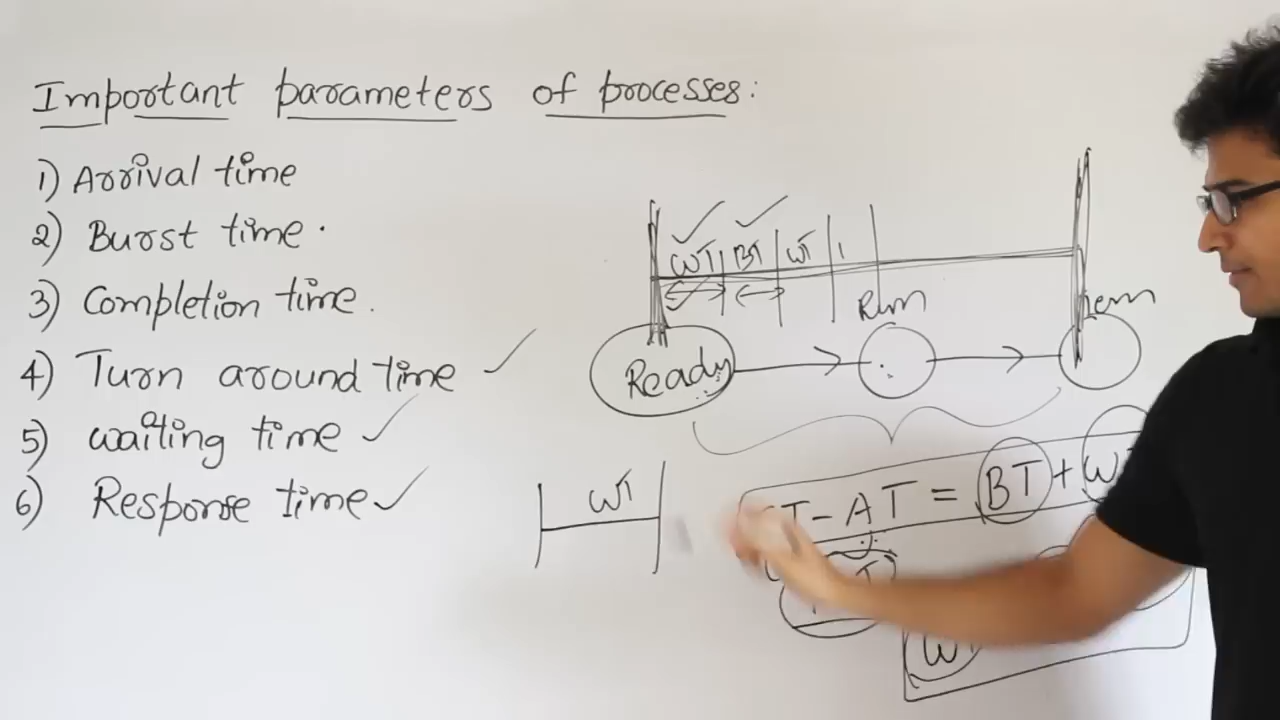 Important parameters of processes:
1) Arrival time
2) Burst time.
3) Completion time.
4) Turn around time ✓
5) waiting time ✓
6) Response time ✓
WT BT WT
Ready
Run
WT
T - AT = BT +